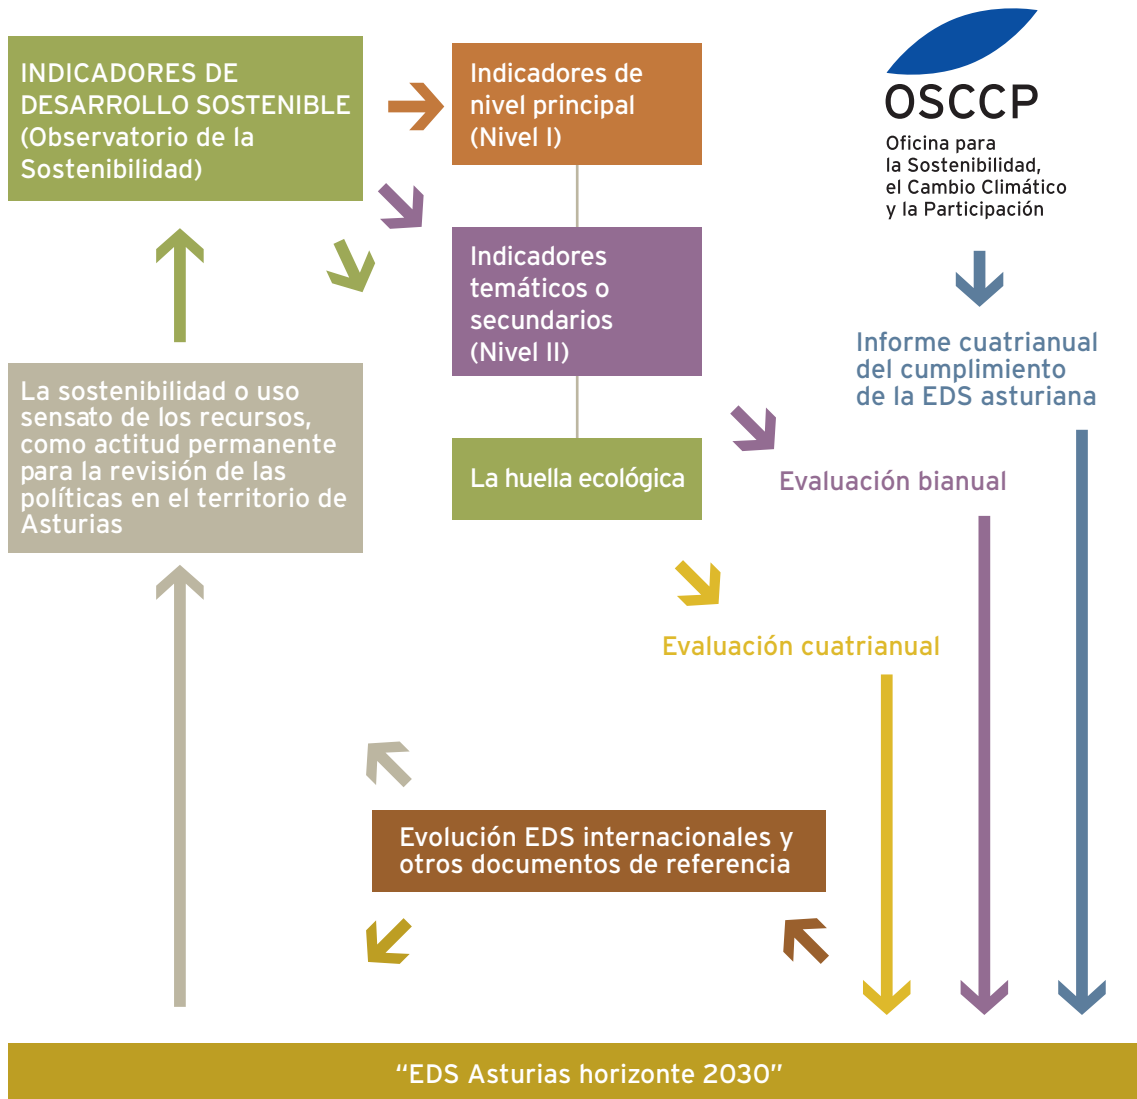 INDICADORES DE
DESARROLLO SOSTENIBLE
(Observatorio de la
Sostenibilidad)
Indicadores de
nivel principal
(Nivel I)
OSCCP
Oficina para
la Sostenibilidad,
el Cambio Climático
y la Participación
Indicadores
temáticos o
secundarios
(Nivel II)
Informe cuatrianual
del cumplimiento
de la EDS asturiana
La sostenibilidad o uso
sensato de los recursos,
como actitud permanente
para la revisión de las
políticas en el territorio de
Asturias
La huella ecológica
Evaluación bianual
Evaluación cuatrianual
Evolución EDS internacionales y
otros documentos de referencia
“EDS Asturias horizonte 2030”